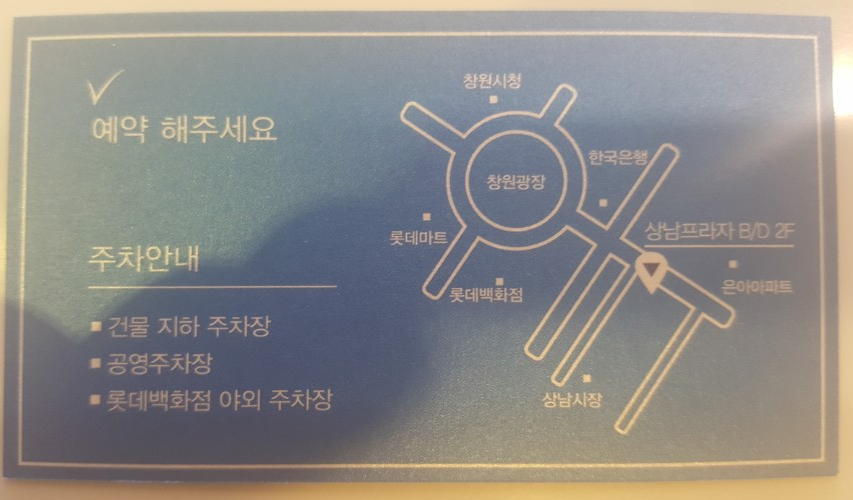 예약 해주세요
주차안내
■ 건물 지하 주차장
■ 공영주차장
■ 롯데백화점 야외 주차장
창원시청
한국은행
창원광장
상남프라자 B/D 2F
롯데마트
은아아파트
롯데백화점
상남시장